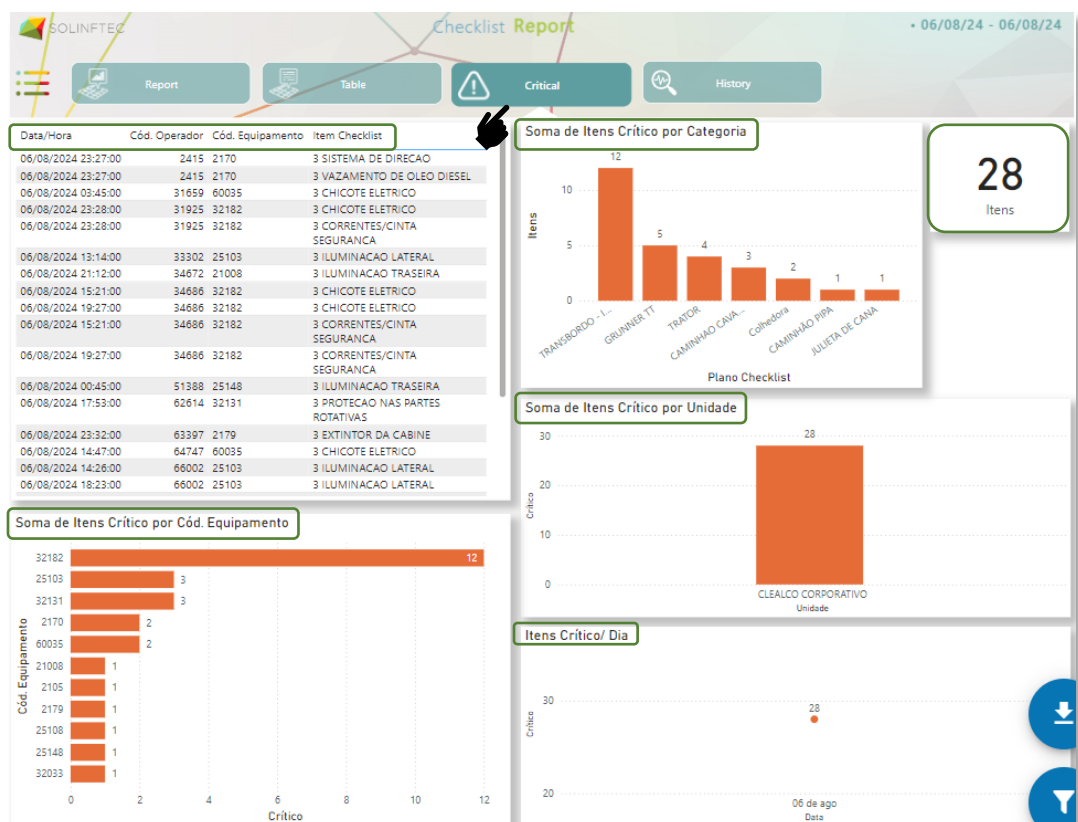 SOLINFTEC
Checklist Report
• 06/08/24 - 06/08/24
Report
Table
Critical
History
Data/Hora Cód. Operador Cód. Equipamento Item Checklist
06/08/2024 23:27:00 2415 2170 3 SISTEMA DE DIRECAO
06/08/2024 23:27:00 2415 2170 3 VAZAMENTO DE OLEO DIESEL
06/08/2024 03:45:00 31659 60035 3 CHICOTE ELETRICO
06/08/2024 23:28:00 31925 32182 3 CHICOTE ELETRICO
06/08/2024 23:28:00 31925 32182 3 CORRENTES/CINTA
SEGURANCA
06/08/2024 13:14:00 33302 25103 3 ILUMINACAO LATERAL
06/08/2024 21:12:00 34672 21008 3 ILUMINACAO TRASEIRA
06/08/2024 15:21:00 34686 32182 3 CHICOTE ELETRICO
06/08/2024 19:27:00 34686 32182 3 CHICOTE ELETRICO
06/08/2024 15:21:00 34686 32182 3 CORRENTES/CINTA
SEGURANCA
06/08/2024 19:27:00 34686 32182 3 CORRENTES/CINTA
SEGURANCA
06/08/2024 00:45:00 51388 25148 3 ILUMINACAO TRASEIRA
06/08/2024 17:53:00 62614 32131 3 PROTECAO NAS PARTES
ROTATIVAS
06/08/2024 23:32:00 63397 2179 3 EXTINTOR DA CABINE
06/08/2024 14:47:00 64747 60035 3 CHICOTE ELETRICO
06/08/2024 14:26:00 66002 25103 3 ILUMINACAO LATERAL
06/08/2024 18:23:00 66002 25103 3 ILUMINACAO LATERAL
Soma de Itens Crítico por Categoria
12
10
5
4
3
2
1
1
5
0
Itens
TRANSBORDO - I...
GRUNNER TT
TRATOR
CAMINHAO CAVA...
Colhedora
CAMINHÃO PIPA
JULIETA DE CANA
Plano Checklist
28
Itens
Soma de Itens Crítico por Unidade
30
28
20
10
0
Crítico
CLEALCO CORPORATIVO
Unidade
Soma de Itens Crítico por Cód. Equipamento
32182 12
25103 3
32131 3
2170 2
60035 2
21008 1
2105 1
2179 1
25108 1
25148 1
32033 1
Cód. Equipamento
0 2 4 6 8 10 12
Crítico
Itens Crítico/ Dia
30
28
20
Crítico
06 de ago
Data